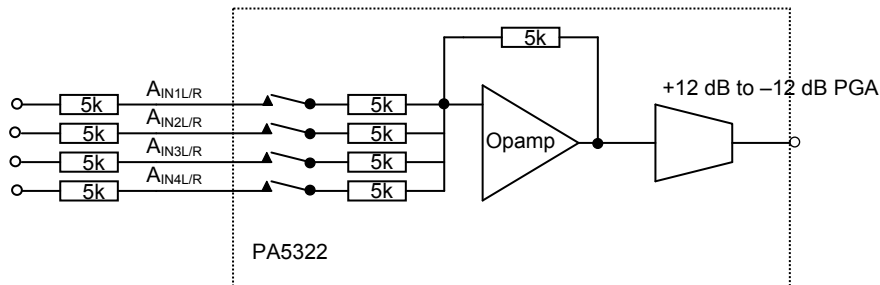 5k
+12 dB to –12 dB PGA
5k AIN1L/R 5k
5k AIN2L/R 5k
5k AIN3L/R 5k
5k AIN4L/R 5k
Opamp
PA5322